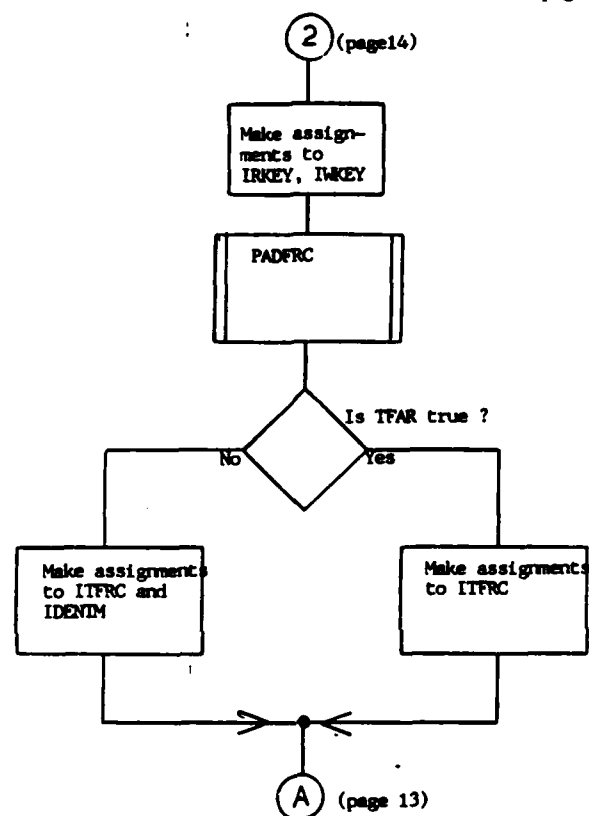 2 (page14)
Make assign-
ments to
IRKEY, IWKEY
PADFRC
Is TFAR true ?
No
Yes
Make assignments
to ITFRC and
IDENTM
Make assignments
to ITFRC
A (page 13)